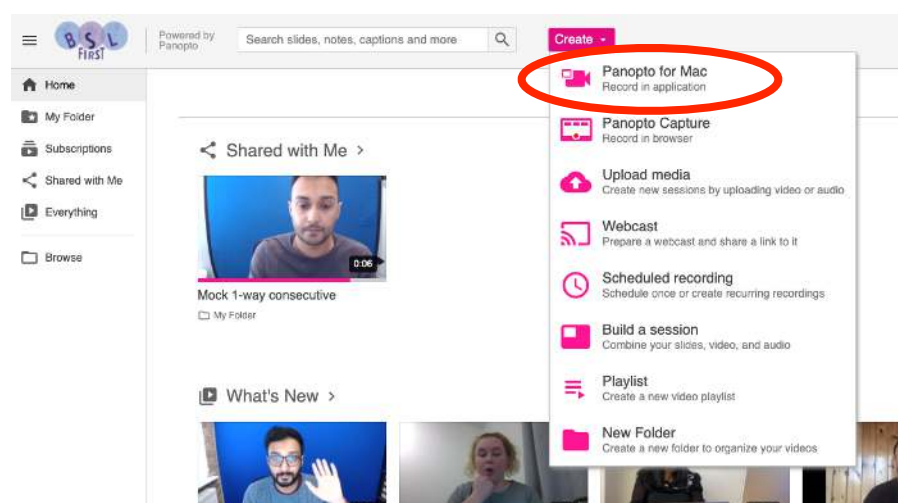 BSL
FIRST
Powered by
Panopto
Search slides, notes, captions and more
Create
Home
My Folder
Subscriptions
Shared with Me
Everything
Browse
Shared with Me >
0:06
Mock 1-way consecutive
My Folder
What's New >
Panopto for Mac
Record in application
Panopto Capture
Record in browser
Upload media
Create new sessions by uploading video or audio
Webcast
Prepare a webcast and share a link to it
Scheduled recording
Schedule once or create recurring recordings
Build a session
Combine your slides, video, and audio
Playlist
Create a new video playlist
New Folder
Create a new folder to organize your videos